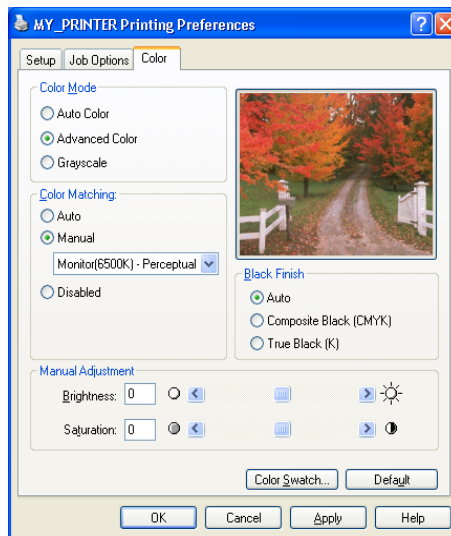 MY_PRINTER Printing Preferences
Setup Job Options Color
Color Mode
Auto Color
Advanced Color
Grayscale
Color Matching:
Auto
Manual
Monitor(6500K) - Perceptual
Disabled
Black Finish
Auto
Composite Black (CMYK)
True Black (K)
Manual Adjustment
Brightness: 0
Saturation: 0
Color Swatch... Default
OK Cancel Apply Help